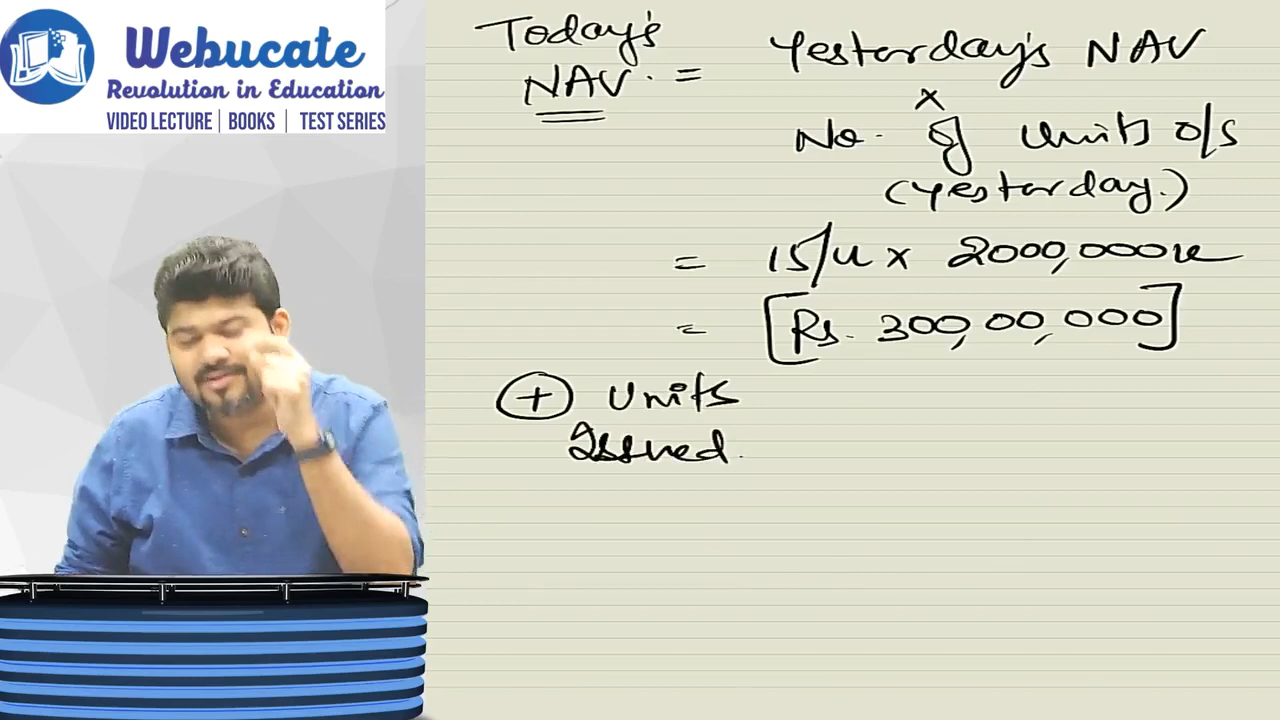 Webucate
Revolution in Education
VIDEO LECTURE | BOOKS | TEST SERIES
Today's
NAV. =
Yesterday's NAV
x
No. of Units o/s
(Yesterday.)
= 15/u x 2000,000u
= [Rs. 300,00,000]
+ Units
Issued.